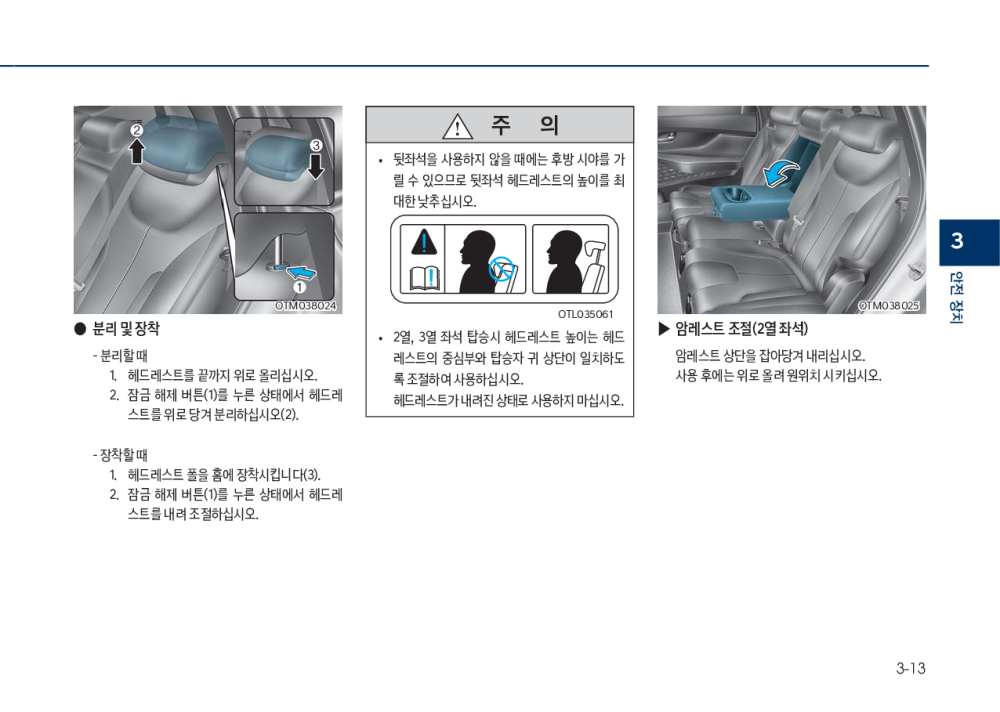 2
3
1
OTM038024
● 분리 및 장착
- 분리할 때
1. 헤드레스트를 끝까지 위로 올리십시오.
2. 잠금 해제 버튼(1)를 누른 상태에서 헤드레
스트를 위로 당겨 분리하십시오(2).
- 장착할 때
1. 헤드레스트 폴을 홈에 장착시킵니다(3).
2. 잠금 해제 버튼(1)를 누른 상태에서 헤드레
스트를 내려 조절하십시오.
주 의
• 뒷좌석을 사용하지 않을 때에는 후방 시야를 가
릴 수 있으므로 뒷좌석 헤드레스트의 높이를 최
대한 낮추십시오.
OTL035061
• 2열, 3열 좌석 탑승시 헤드레스트 높이는 헤드
레스트의 중심부와 탑승자 귀 상단이 일치하도
록 조절하여 사용하십시오.
헤드레스트가 내려진 상태로 사용하지 마십시오.
OTM038025
▶ 암레스트 조절(2열 좌석)
암레스트 상단을 잡아당겨 내리십시오.
사용 후에는 위로 올려 원위치 시키십시오.
3
안전 장치
3-13